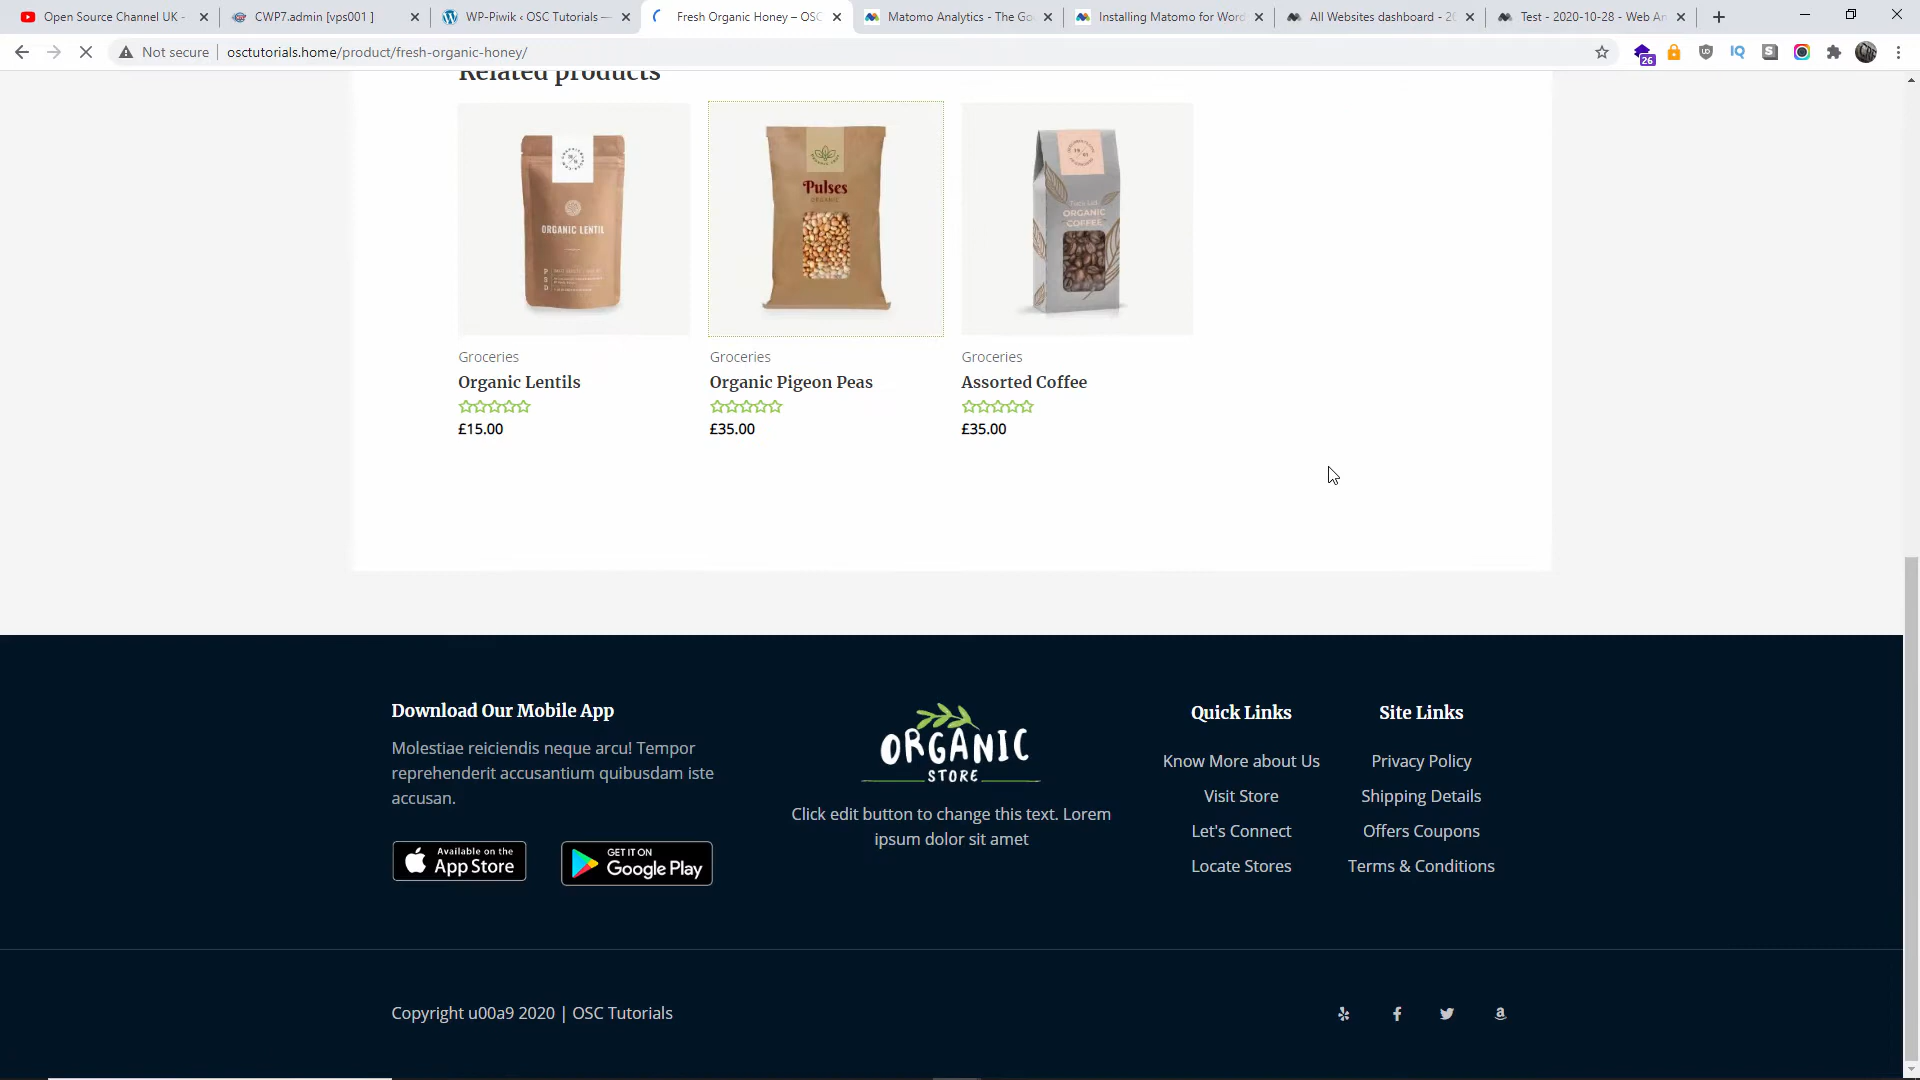 Open Source Channel UK -
CWP7.admin [vps001 ]
WP-Piwik ‹ OSC Tutorials —
Fresh Organic Honey – OSC
Matomo Analytics - The Go
Installing Matomo for Word
All Websites dashboard - 20
Test - 2020-10-28 - Web An
Not secure
osctutorials.home/product/fresh-organic-honey/
26
IQ
S
Related products
ORGANIC LENTIL
Pulses
ORGANIC
ORGANIC
COFFEE
Groceries
Organic Lentils
£15.00
Groceries
Organic Pigeon Peas
£35.00
Groceries
Assorted Coffee
£35.00
Download Our Mobile App
Molestiae reiciendis neque arcu! Tempor
reprehenderit accusantium quibusdam iste
accusan.
Available on the
App Store
GET IT ON
Google Play
ORGANIC
STORE
Click edit button to change this text. Lorem
ipsum dolor sit amet
Quick Links
Know More about Us
Visit Store
Let's Connect
Locate Stores
Site Links
Privacy Policy
Shipping Details
Offers Coupons
Terms & Conditions
Copyright u00a9 2020 | OSC Tutorials